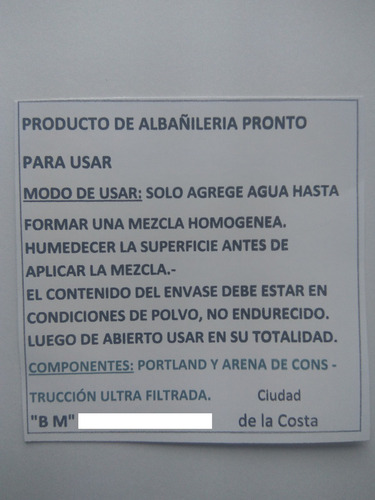 PRODUCTO DE ALBAÑILERIA PRONTO
PARA USAR
MODO DE USAR: SOLO AGREGE AGUA HASTA
FORMAR UNA MEZCLA HOMOGENEA.
HUMEDECER LA SUPERFICIE ANTES DE
APLICAR LA MEZCLA.-
EL CONTENIDO DEL ENVASE DEBE ESTAR EN
CONDICIONES DE POLVO, NO ENDURECIDO.
LUEGO DE ABIERTO USAR EN SU TOTALIDAD.
COMPONENTES: PORTLAND Y ARENA DE CONS -
TRUCCIÓN ULTRA FILTRADA. Ciudad
"B M" de la Costa